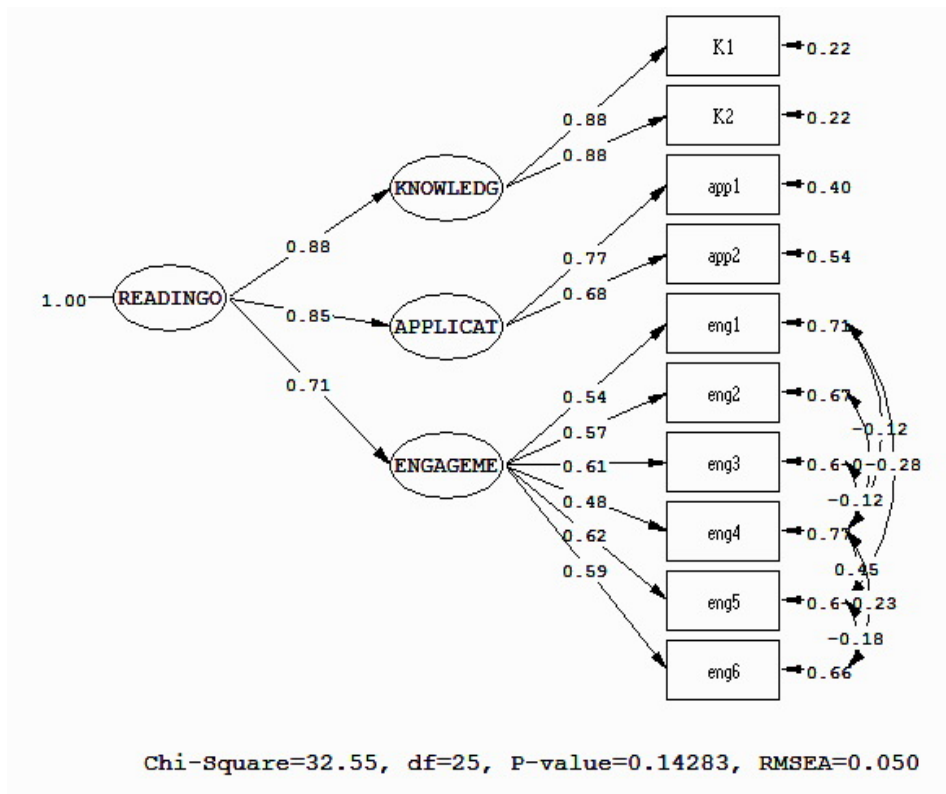 K1
0.22
0.88
K2
0.22
0.88
KNOWLEDG
app1
0.40
0.88
0.77
app2
0.54
0.68
1.00
READINGO
0.85
APPLICAT
eng1
0.71
0.71
0.54
eng2
0.67
0.57
-0.12
ENGAGEME
0.61
eng3
-0.28
0.48
-0.12
0.62
eng4
0.77
0.59
0.45
eng5
0.23
-0.18
eng6
0.66
Chi-Square=32.55, df=25, P-value=0.14283, RMSEA=0.050